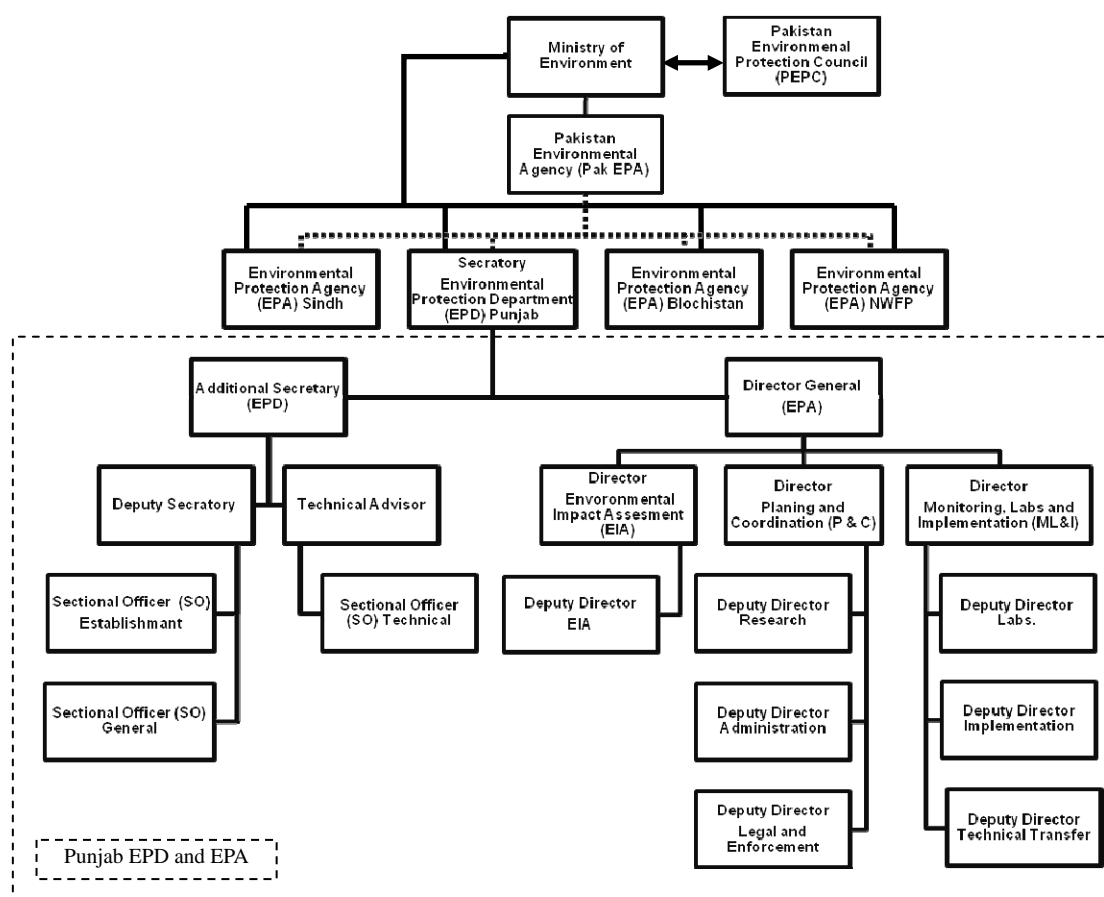 Ministry of
Environment
Pakistan
Environmenal
Protection Council
(PEPC)
Pakistan
Environmental
Agency (Pak EPA)
Environmental
Protection Agency
(EPA) Sindh
Secratory
Environmental
Protection Department
(EPD) Punjab
Environmental
Protection Agency
(EPA) Blochistan
Environmental
Protection Agency
(EPA) NWFP
Additional Secretary
(EPD)
Director General
(EPA)
Deputy Secratory
Technical Advisor
Director
Envoronmental
Impact Assesment
(EIA)
Director
Planing and
Coordination (P & C)
Director
Monitoring, Labs and
Implementation (ML&I)
Sectional Officer (SO)
Establishmant
Sectional Officer
(SO) Technical
Deputy Director
EIA
Deputy Director
Research
Deputy Director
Labs.
Sectional Officer (SO)
General
Deputy Director
Administration
Deputy Director
Implementation
Deputy Director
Legal and
Enforcement
Deputy Director
Technical Transfer
Punjab EPD and EPA